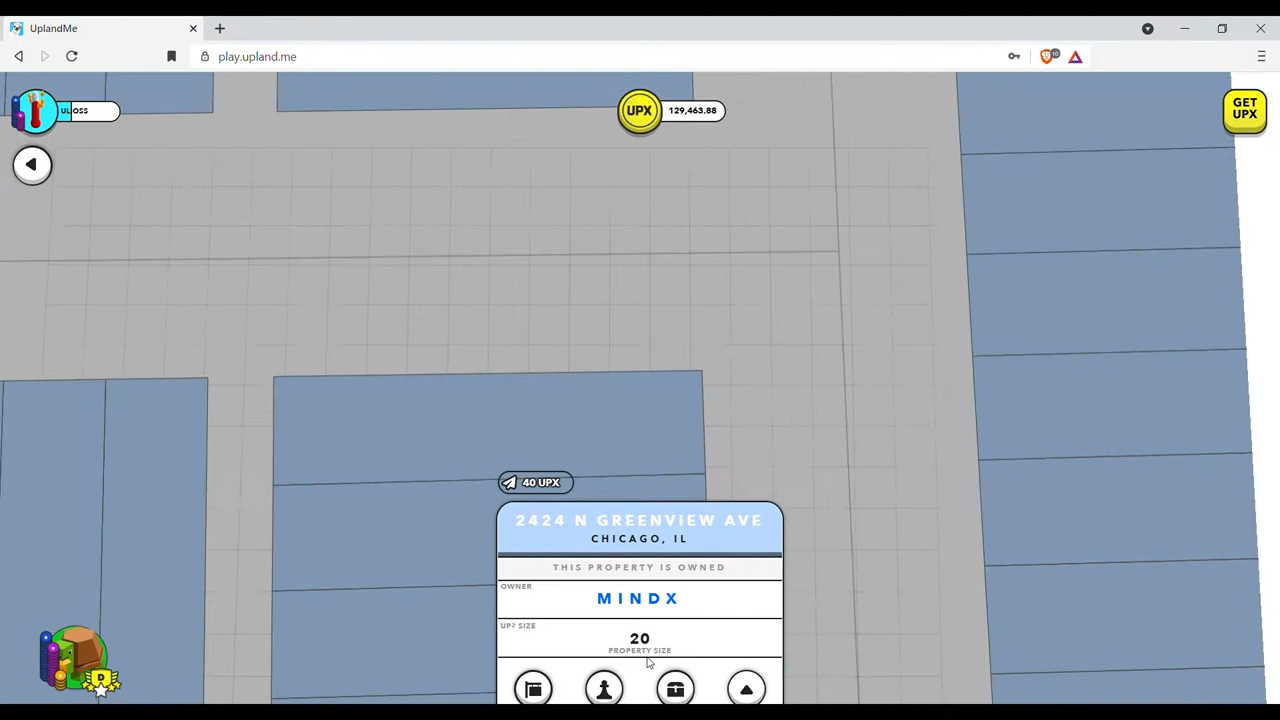 UplandMe
play.upland.me
10
ULOSS
UPX
129,463.88
GET
UPX
40 UPX
2424 N GREENVIEW AVE
CHICAGO, IL
THIS PROPERTY IS OWNED
OWNER
MINDX
UP² SIZE
20
PROPERTY SIZE
D